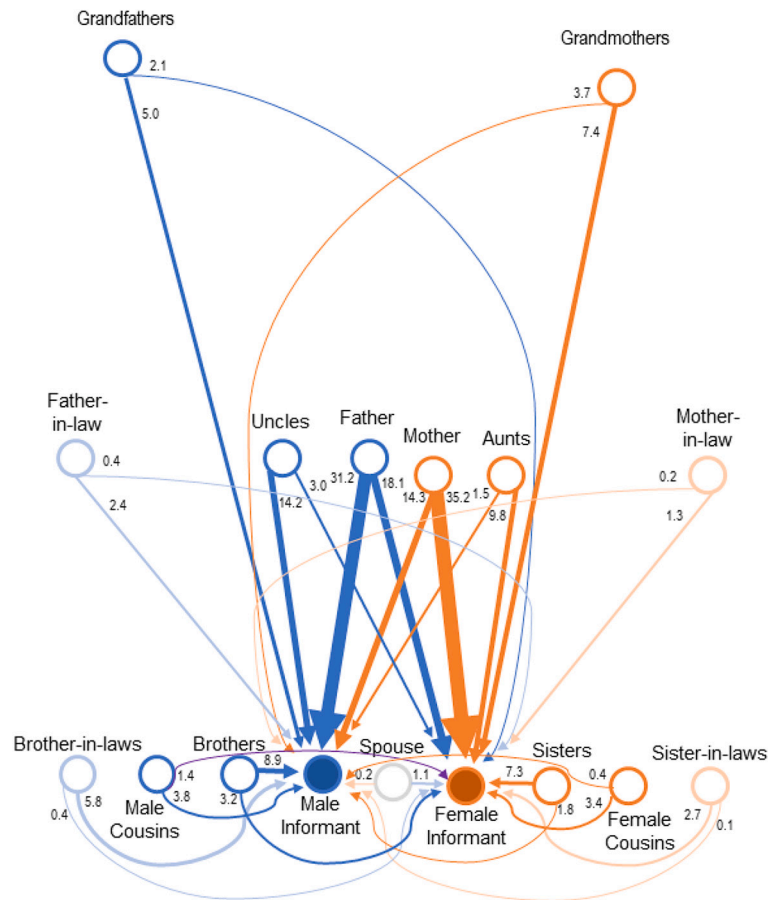 Grandfathers
2.1
5.0
Grandmothers
3.7
7.4
Father-
in-law
0.4
2.4
Uncles
3.0
14.2
Father
31.2
18.1
Mother
14.3
35.2
Aunts
1.5
9.8
Mother-
in-law
0.2
1.3
Brother-in-laws
5.8
0.4
Male
Cousins
1.4
3.8
Brothers
8.9
3.2
Male
Informant
Spouse
0.2
1.1
Female
Informant
Sisters
7.3
1.8
Female
Cousins
0.4
3.4
Sister-in-laws
2.7
0.1